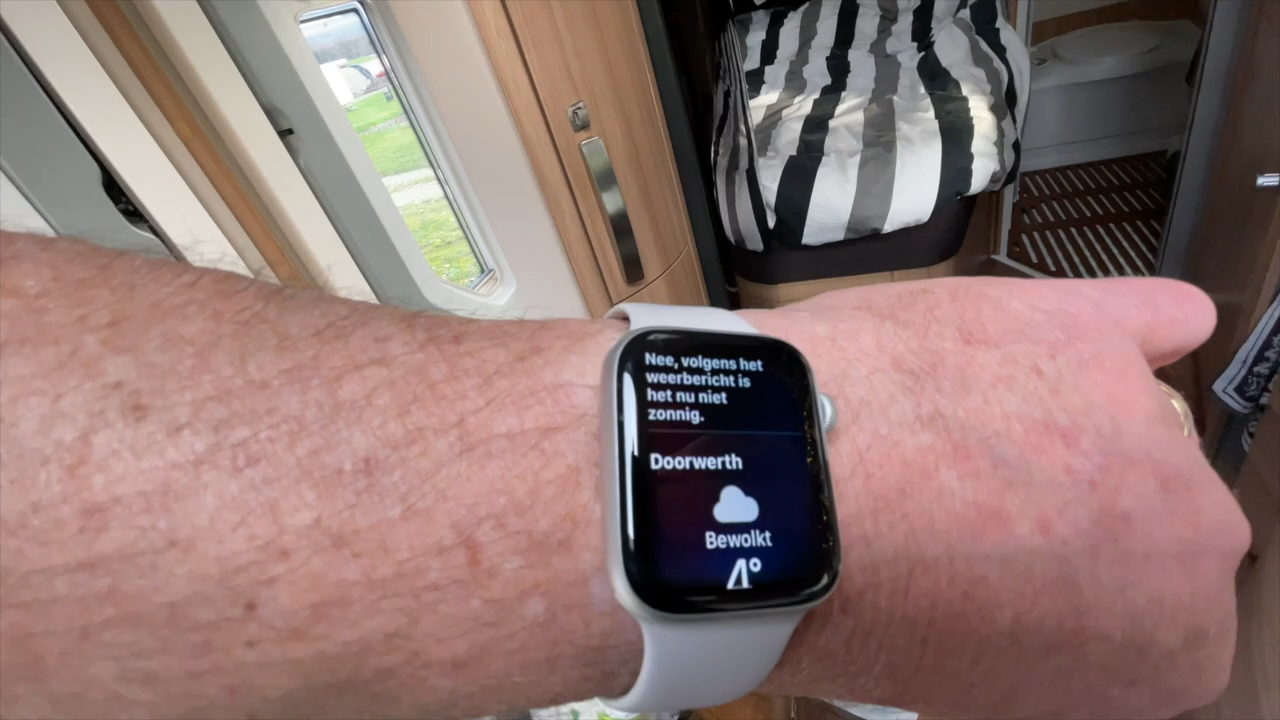 Nee, volgens het
weerbericht is
het nu niet
zonnig.
Doorwerth
Bewolkt
4°